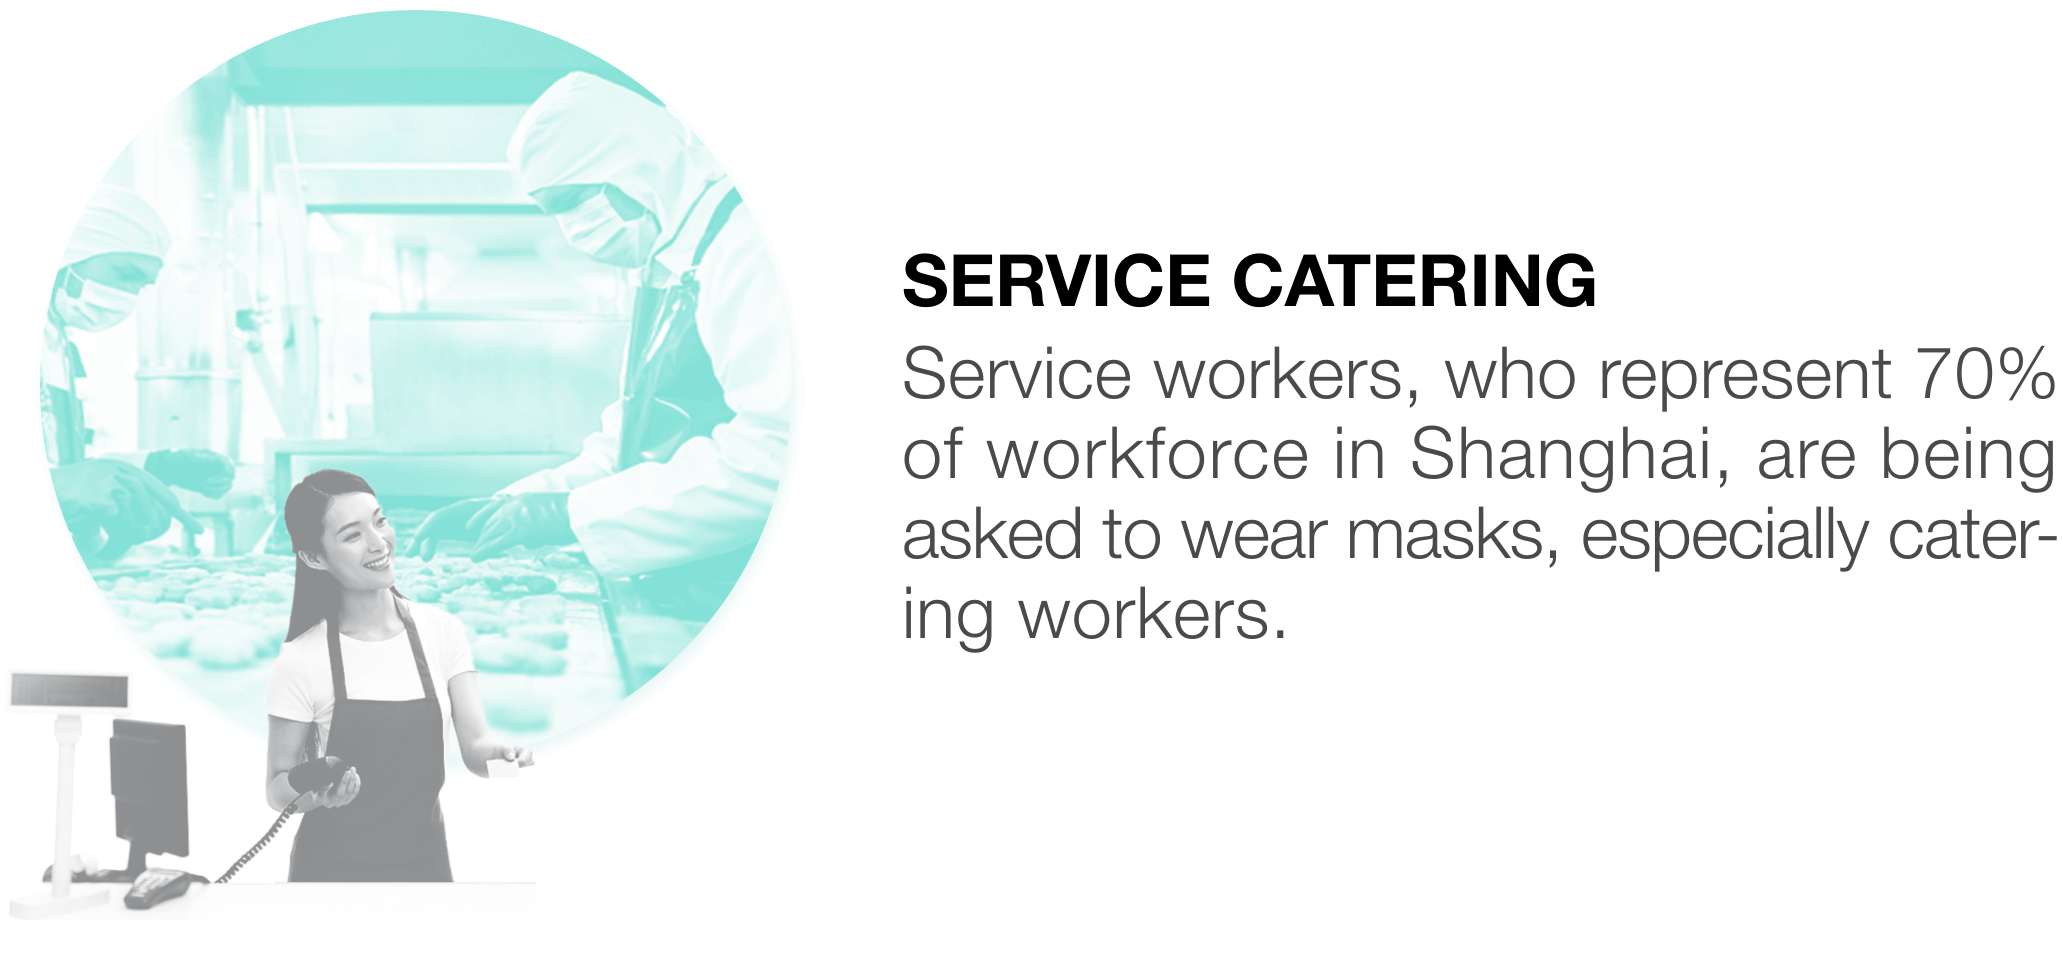 SERVICE CATERING
Service workers, who represent 70%
of workforce in Shanghai, are being
asked to wear masks, especially cater-
ing workers.